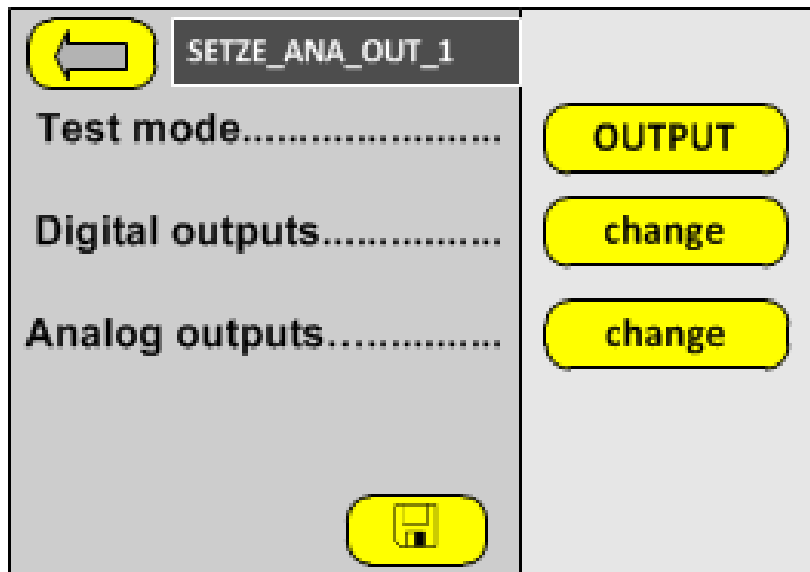 SETZE_ANA_OUT_1
Test mode....................... OUTPUT
Digital outputs................ change
Analog outputs................ change